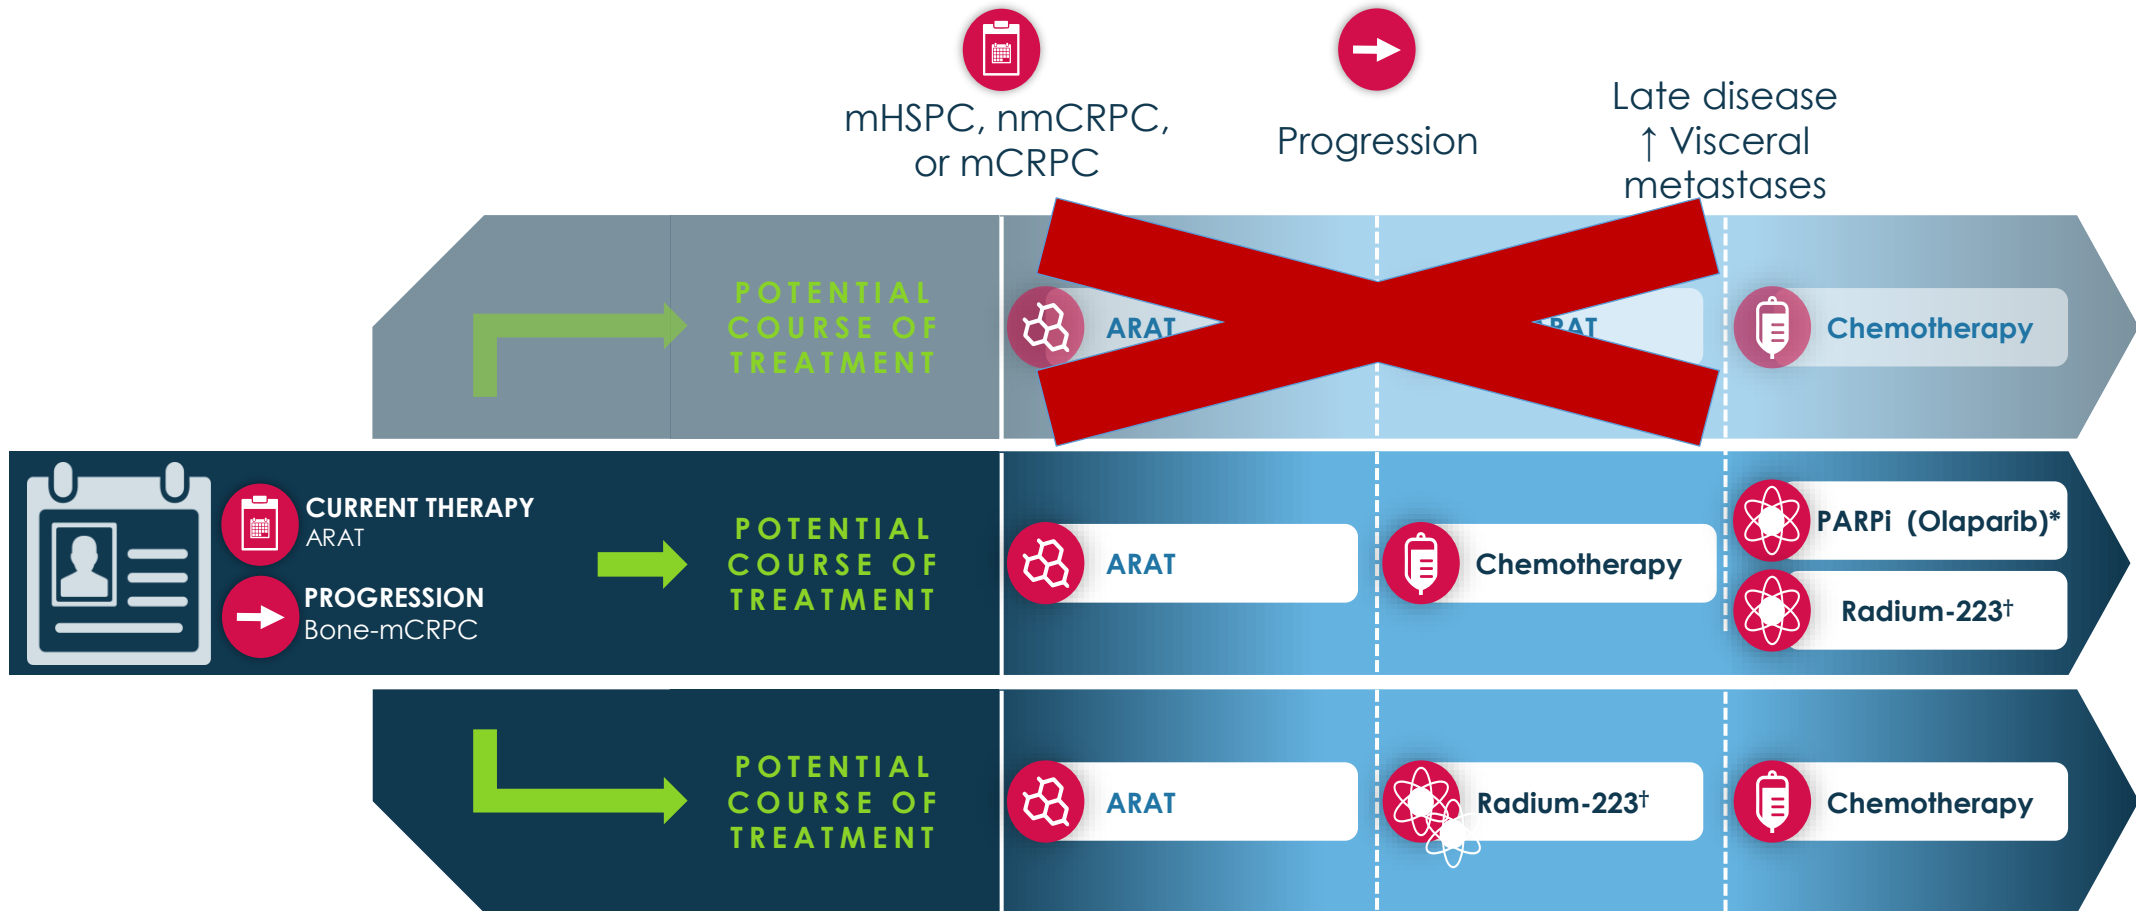 mHSPC, nmCRPC,
or mCRPC
Progression
Late disease
↑ Visceral
metastases
POTENTIAL
COURSE OF
TREATMENT
ARAT
ARAT
Chemotherapy
CURRENT THERAPY
ARAT
PROGRESSION
Bone-mCRPC
POTENTIAL
COURSE OF
TREATMENT
ARAT
Chemotherapy
PARPi (Olaparib)*
Radium-223†
POTENTIAL
COURSE OF
TREATMENT
ARAT
Radium-223†
Chemotherapy